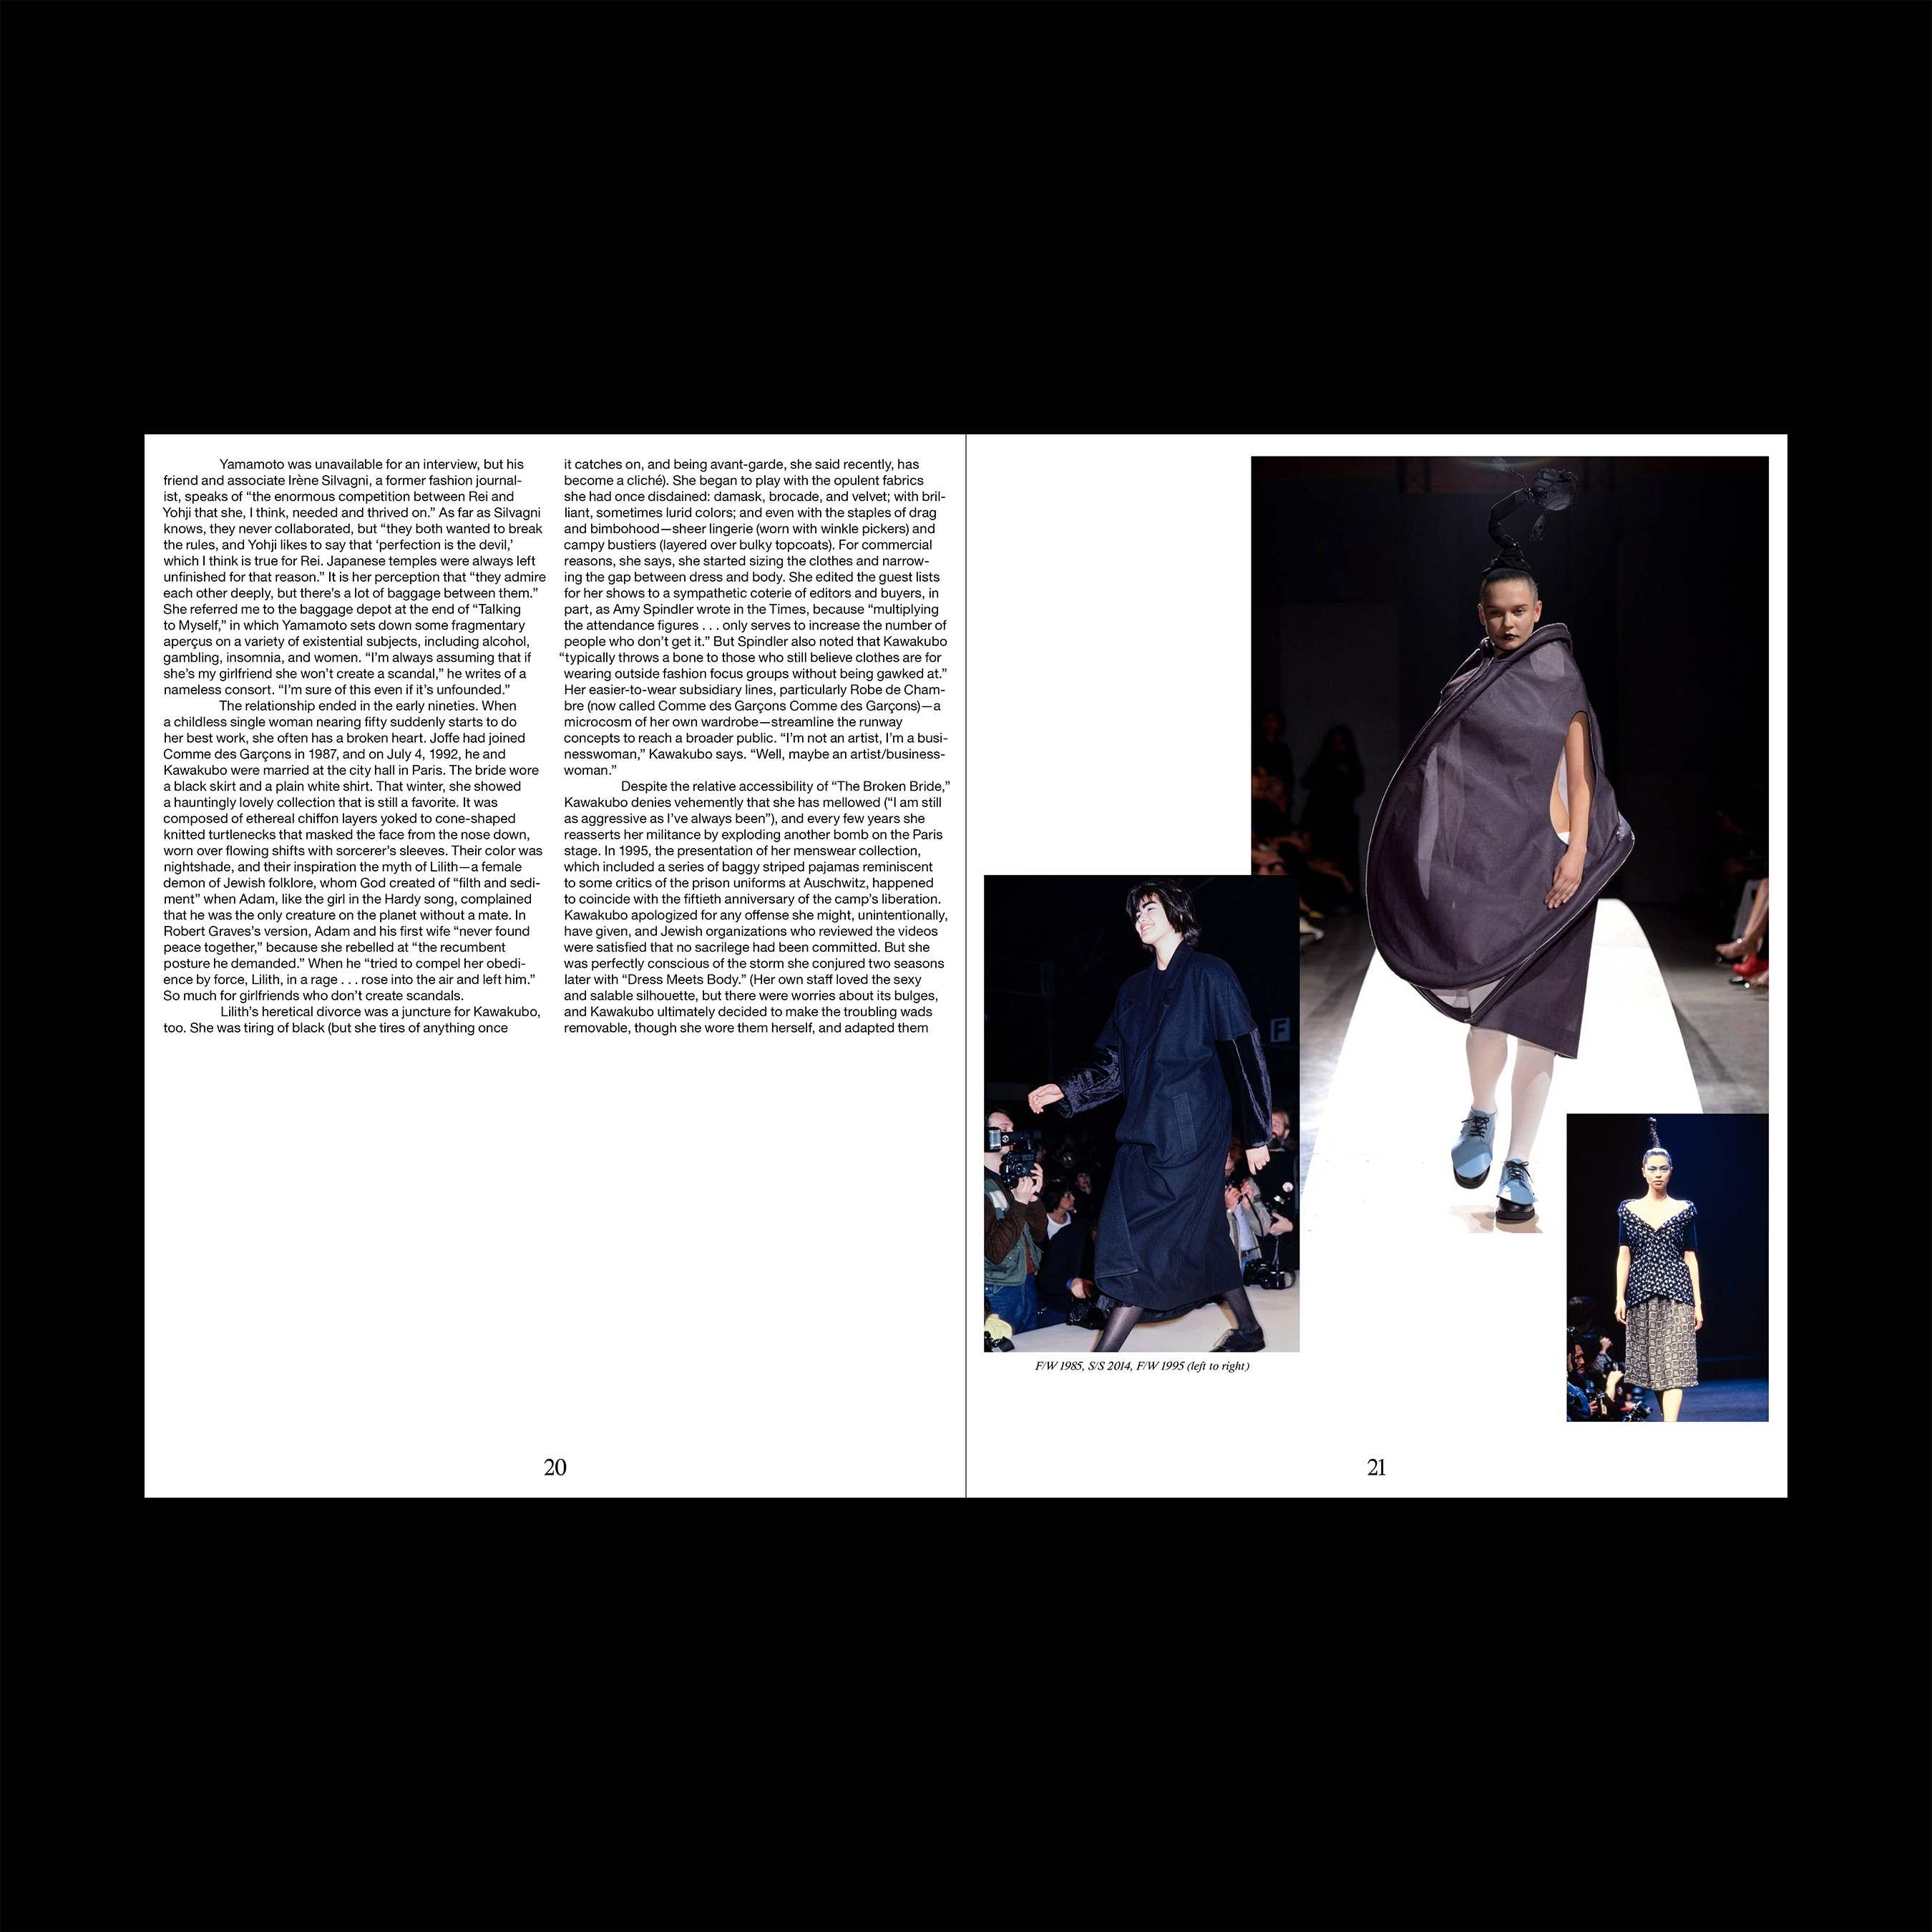 Yamamoto was unavailable for an interview, but his
friend and associate Irène Silvagni, a former fashion journal-
ist, speaks of “the enormous competition between Rei and
Yohji that she, I think, needed and thrived on.” As far as Silvagni
knows, they never collaborated, but “they both wanted to break
the rules, and Yohji likes to say that ‘perfection is the devil,’
which I think is true for Rei. Japanese temples were always left
unfinished for that reason.” It is her perception that “they admire
each other deeply, but there’s a lot of baggage between them.”
She referred me to the baggage depot at the end of “Talking
to Myself,” in which Yamamoto sets down some fragmentary
aperçus on a variety of existential subjects, including alcohol,
gambling, insomnia, and women. “I’m always assuming that if
she’s my girlfriend she won’t create a scandal,” he writes of a
nameless consort. “I’m sure of this even if it’s unfounded.”
The relationship ended in the early nineties. When
a childless single woman nearing fifty suddenly starts to do
her best work, she often has a broken heart. Joffe had joined
Comme des Garçons in 1987, and on July 4, 1992, he and
Kawakubo were married at the city hall in Paris. The bride wore
a black skirt and a plain white shirt. That winter, she showed
a hauntingly lovely collection that is still a favorite. It was
composed of ethereal chiffon layers yoked to cone-shaped
knitted turtlenecks that masked the face from the nose down,
worn over flowing shifts with sorcerer’s sleeves. Their color was
nightshade, and their inspiration the myth of Lilith—a female
demon of Jewish folklore, whom God created of “filth and sedi-
ment” when Adam, like the girl in the Hardy song, complained
that he was the only creature on the planet without a mate. In
Robert Graves’s version, Adam and his first wife “never found
peace together,” because she rebelled at “the recumbent
posture he demanded.” When he “tried to compel her obedi-
ence by force, Lilith, in a rage . . . rose into the air and left him.”
So much for girlfriends who don’t create scandals.
Lilith’s heretical divorce was a juncture for Kawakubo,
too. She was tiring of black (but she tires of anything once
it catches on, and being avant-garde, she said recently, has
become a cliché). She began to play with the opulent fabrics
she had once disdained: damask, brocade, and velvet; with bril-
liant, sometimes lurid colors; and even with the staples of drag
and bimbohood—sheer lingerie (worn with winkle pickers) and
campy bustiers (layered over bulky topcoats). For commercial
reasons, she says, she started sizing the clothes and narrow-
ing the gap between dress and body. She edited the guest lists
for her shows to a sympathetic coterie of editors and buyers, in
part, as Amy Spindler wrote in the Times, because “multiplying
the attendance figures . . . only serves to increase the number of
people who don’t get it.” But Spindler also noted that Kawakubo
“typically throws a bone to those who still believe clothes are for
wearing outside fashion focus groups without being gawked at.”
Her easier-to-wear subsidiary lines, particularly Robe de Cham-
bre (now called Comme des Garçons Comme des Garçons)—a
microcosm of her own wardrobe—streamline the runway
concepts to reach a broader public. “I’m not an artist, I’m a busi-
nesswoman,” Kawakubo says. “Well, maybe an artist/business-
woman.”
Despite the relative accessibility of “The Broken Bride,”
Kawakubo denies vehemently that she has mellowed (“I am still
as aggressive as I’ve always been”), and every few years she
reasserts her militance by exploding another bomb on the Paris
stage. In 1995, the presentation of her menswear collection,
which included a series of baggy striped pajamas reminiscent
to some critics of the prison uniforms at Auschwitz, happened
to coincide with the fiftieth anniversary of the camp’s liberation.
Kawakubo apologized for any offense she might, unintentionally,
have given, and Jewish organizations who reviewed the videos
were satisfied that no sacrilege had been committed. But she
was perfectly conscious of the storm she conjured two seasons
later with “Dress Meets Body.” (Her own staff loved the sexy
and salable silhouette, but there were worries about its bulges,
and Kawakubo ultimately decided to make the troubling wads
removable, though she wore them herself, and adapted them
20
F
F/W 1985, S/S 2014, F/W 1995 (left to right)
21